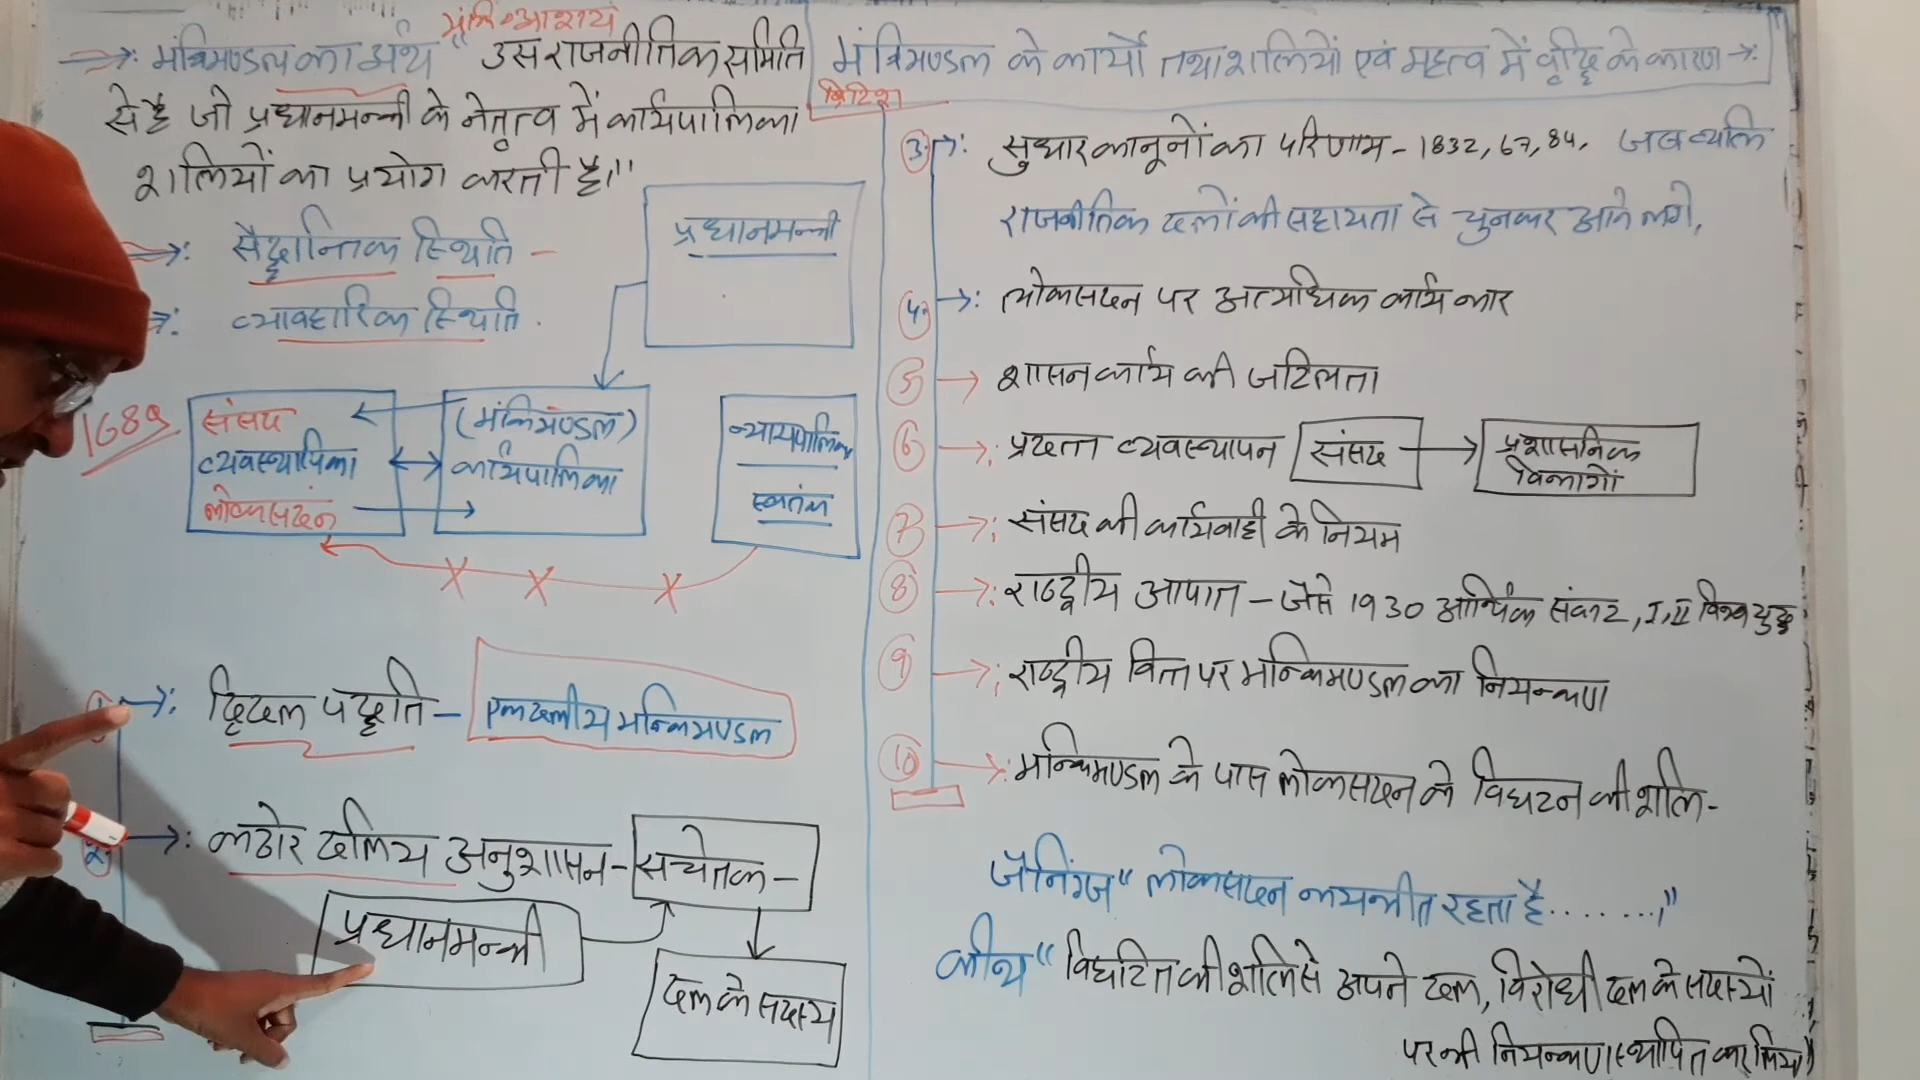 मंत्रि-आशय
→: मंत्रिमण्डल का अर्थ "उस राजनीतिक समिति
से है जो प्रधानमन्त्री के नेतृत्व में कार्यपालिका
शक्तियों का प्रयोग करती है।"
→: सैद्धान्तिक स्थिति -
→: व्यावहारिक स्थिति.
प्रधानमन्त्री
1689
संसद
व्यवस्थापिका
लोकसदन
(मंत्रिमंण्डल)
कार्यपालिका
न्यायपालिका
स्वतंत्र
→: द्विदल पद्धति - एकदलीय मन्त्रिमण्डल
2. →: कठोर दलिय अनुशासन - सचेतक -
प्रधानमन्त्री
दल के सदस्य
मंत्रिमण्डल के कार्यों तथा शक्तियों एवं महत्व में वृद्धि के कारण →:
ब्रिटिश
3. →: सुधार कानूनों का परिणाम - 1832, 67, 84. जब व्यक्ति
राजनीतिक दलों की सहायता से चुनकर आने लगे,
4. →: लोकसदन पर अत्यधिक कार्य भार
5 → शासन कार्य की जटिलता
6 →: प्रदत्त व्यवस्थापन संसद → प्रशासनिक
विभागों
7 →: संसद की कार्यवाही के नियम
8 →: राष्ट्रीय आपात - जैसे 1930 आर्थिक संकट, I, II विश्व युद्ध
9 →: राष्ट्रीय वित्त पर मन्त्रिमण्डल का नियन्त्रण
10 →: मन्त्रिमण्डल के पास लोकसदन के विघटन की शक्ति -
जैनिंग्ज "लोकसदन भयभीत रहता है........।"
कीथ "विघटित की शक्ति से अपने दल, विरोधी दल के सदस्यों
पर भी नियन्त्रण स्थापित कर लिया"